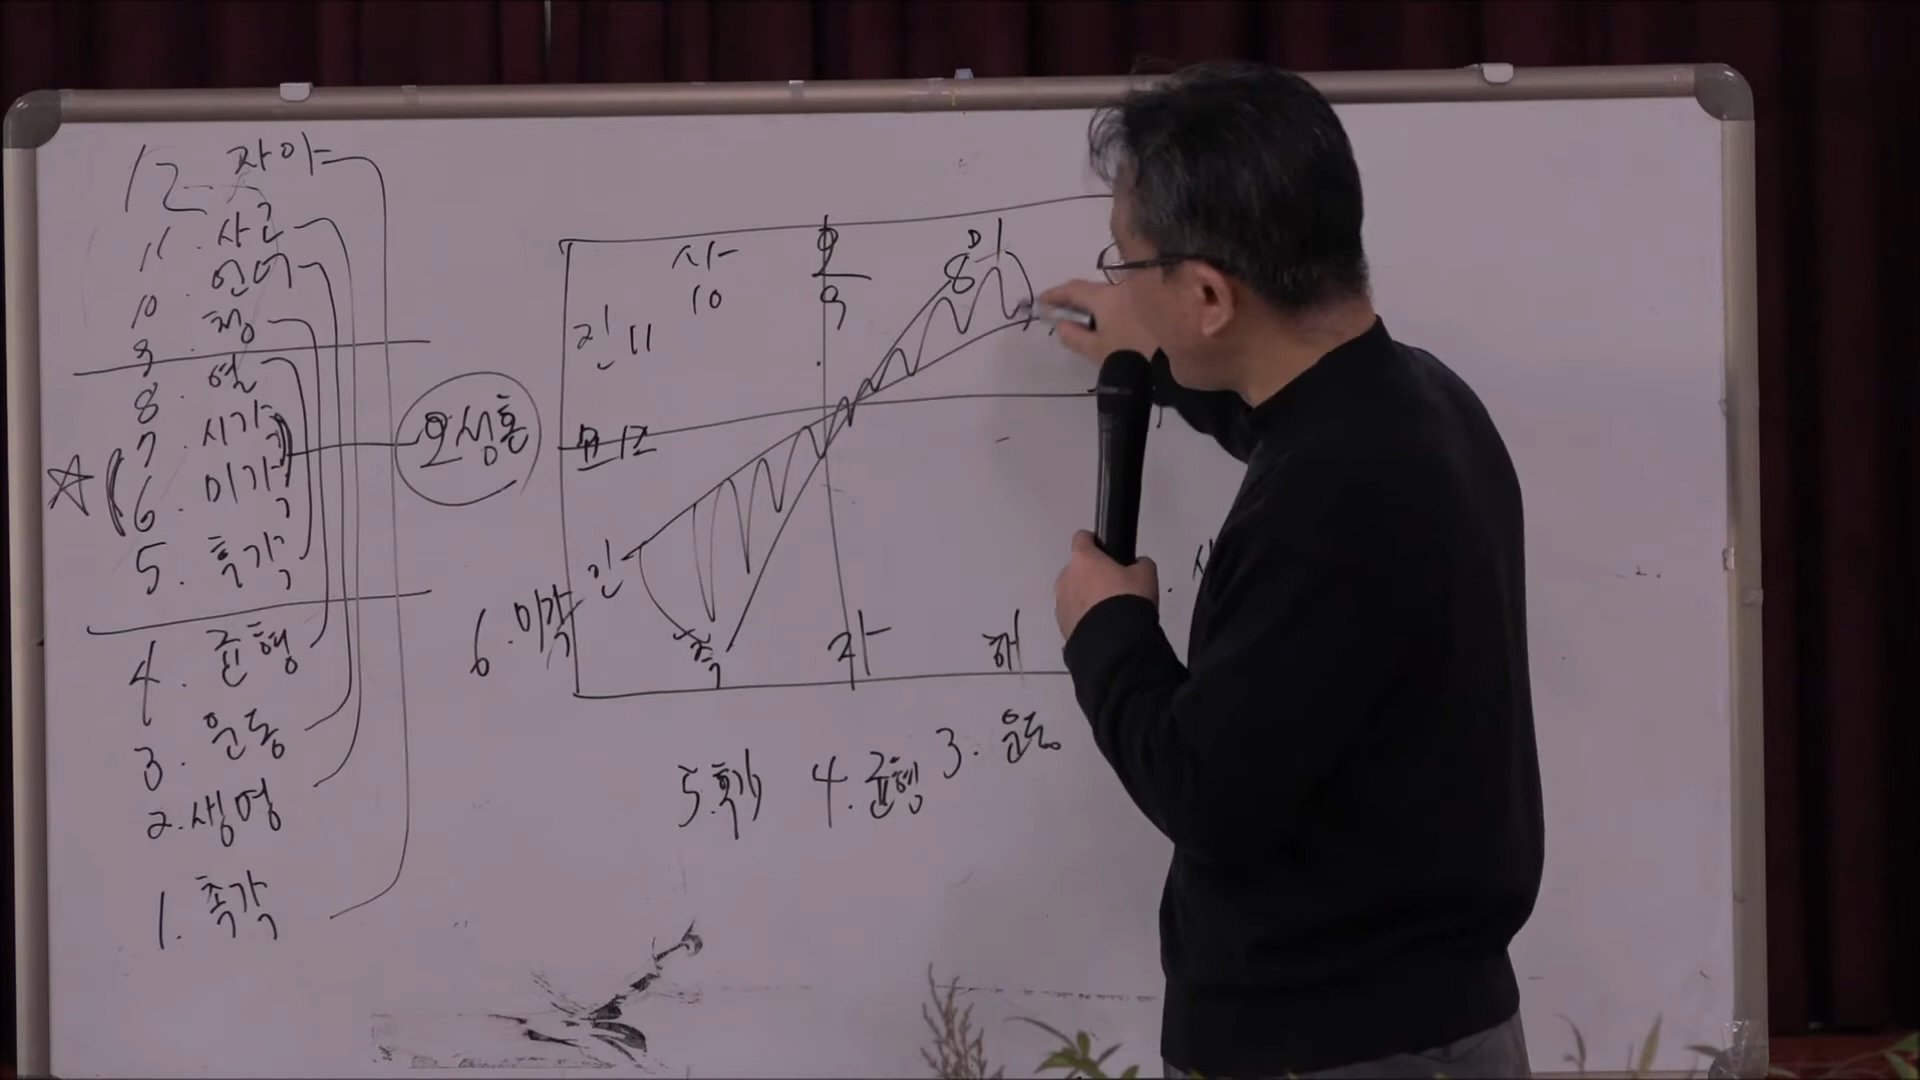 12 자아
11. 사고
10 언어
9. 청
8. 열
7. 시각
6. 미각
5. 후각
4. 균형
3. 운동
2. 생명
1. 촉각
오성혼
사
10
오
9
미
8
진 11
묘 12
인
축
자
해
6. 미각
5. 후각
4. 균형
3. 운동